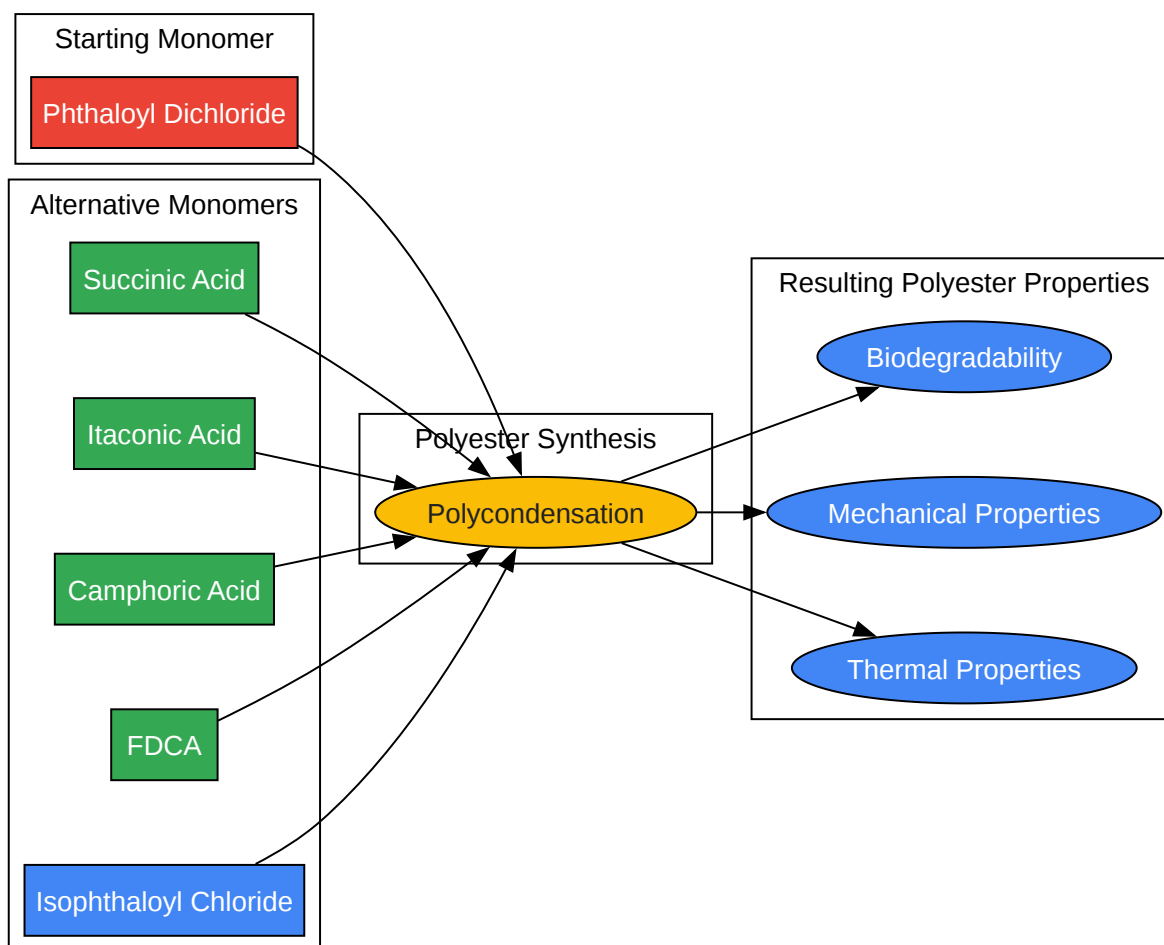 Starting Monomer
Phthaloyl Dichloride
Alternative Monomers
Succinic Acid
Itaconic Acid
Camphoric Acid
FDCA
Isophthaloyl Chloride
Polyester Synthesis
Polycondensation
Resulting Polyester Properties
Biodegradability
Mechanical Properties
Thermal Properties